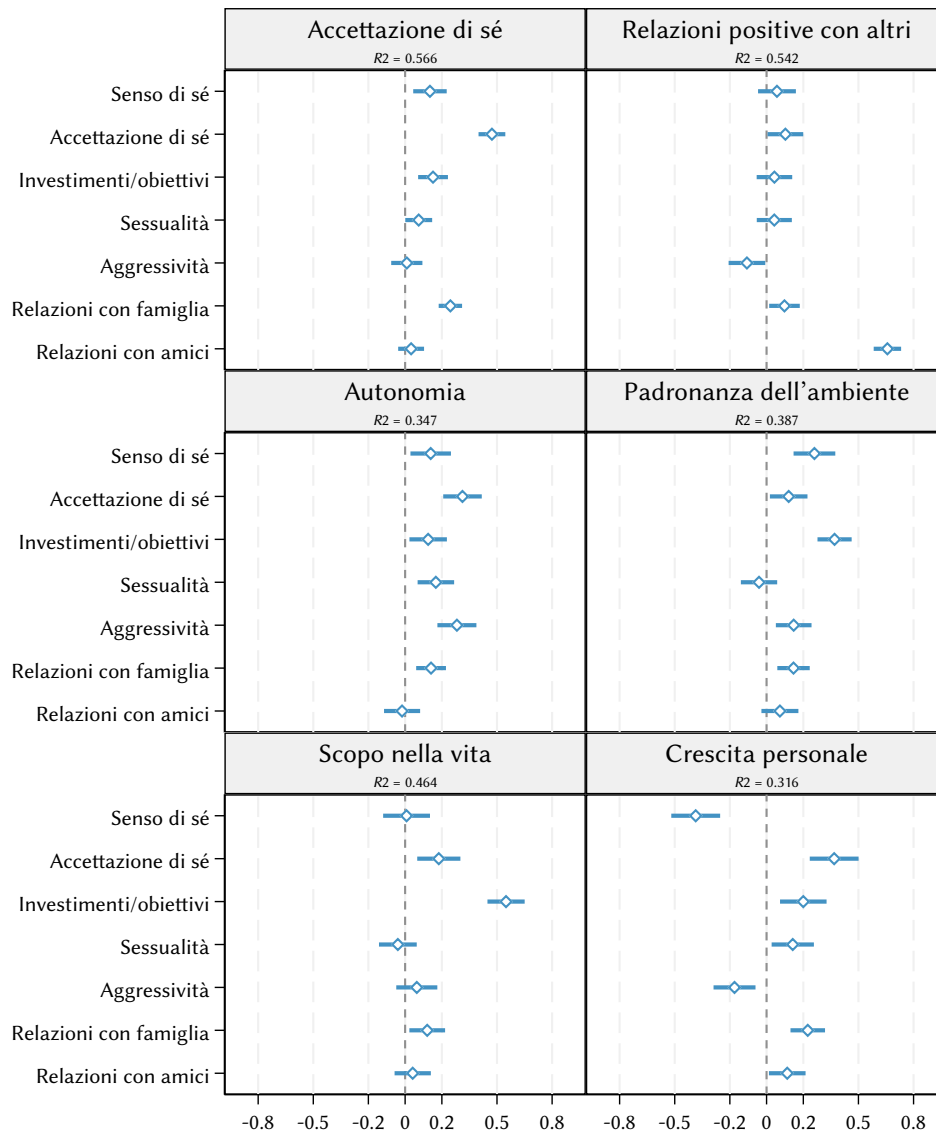 Accettazione di sé Relazioni positive con altri
R2 = 0.566 R2 = 0.542
Senso di sé
Accettazione di sé
Investimenti/obiettivi
Sessualità
Aggressività
Relazioni con famiglia
Relazioni con amici
Autonomia Padronanza dell'ambiente
R2 = 0.347 R2 = 0.387
Senso di sé
Accettazione di sé
Investimenti/obiettivi
Sessualità
Aggressività
Relazioni con famiglia
Relazioni con amici
Scopo nella vita Crescita personale
R2 = 0.464 R2 = 0.316
Senso di sé
Accettazione di sé
Investimenti/obiettivi
Sessualità
Aggressività
Relazioni con famiglia
Relazioni con amici
-0.8 -0.5 -0.2 0 0.2 0.5 0.8 -0.8 -0.5 -0.2 0 0.2 0.5 0.8